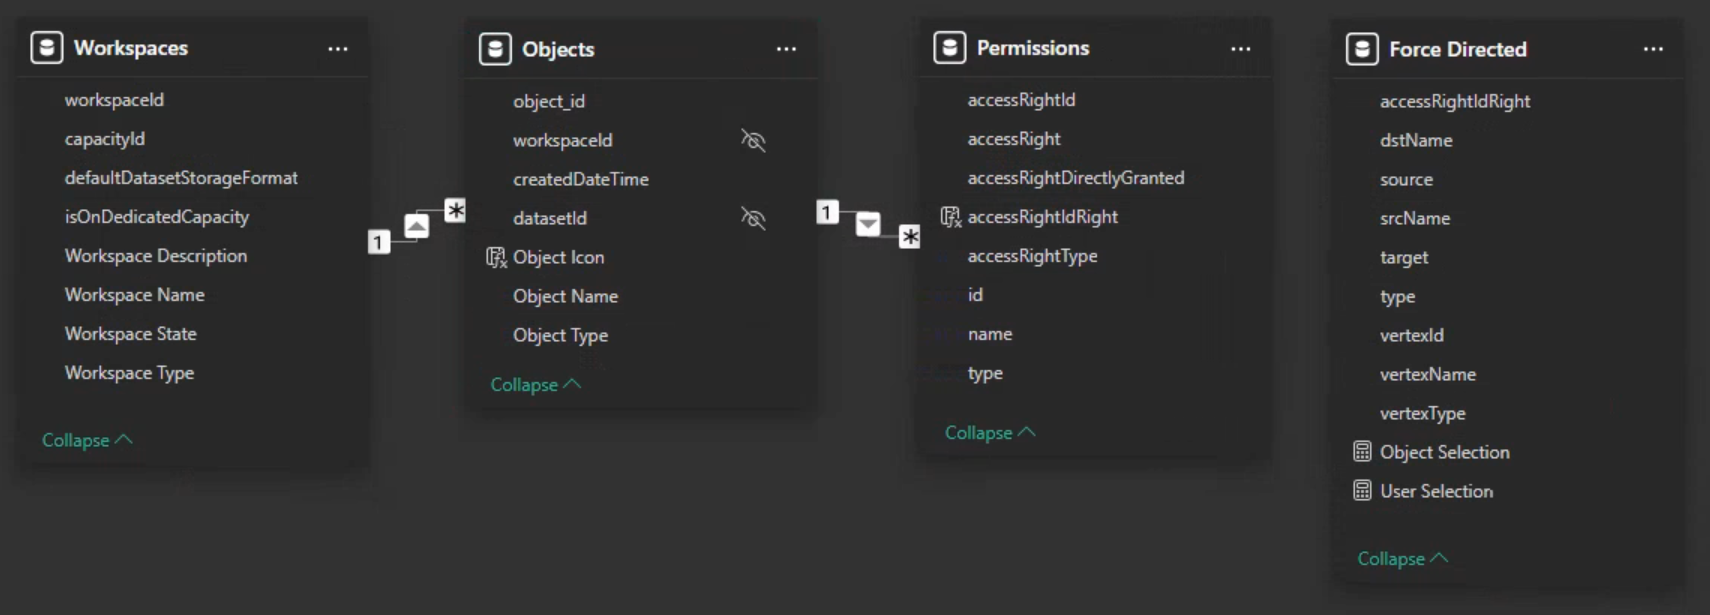 Workspaces
workspaceId
capacityId
defaultDatasetStorageFormat
isOnDedicatedCapacity
Workspace Description
Workspace Name
Workspace State
Workspace Type
Collapse
1
*
Objects
object_id
workspaceId
createdDateTime
datasetId
Object Icon
Object Name
Object Type
Collapse
1
*
Permissions
accessRightId
accessRight
accessRightDirectlyGranted
accessRightIdRight
accessRightType
id
name
type
Collapse
Force Directed
accessRightIdRight
dstName
source
srcName
target
type
vertexId
vertexName
vertexType
Object Selection
User Selection
Collapse